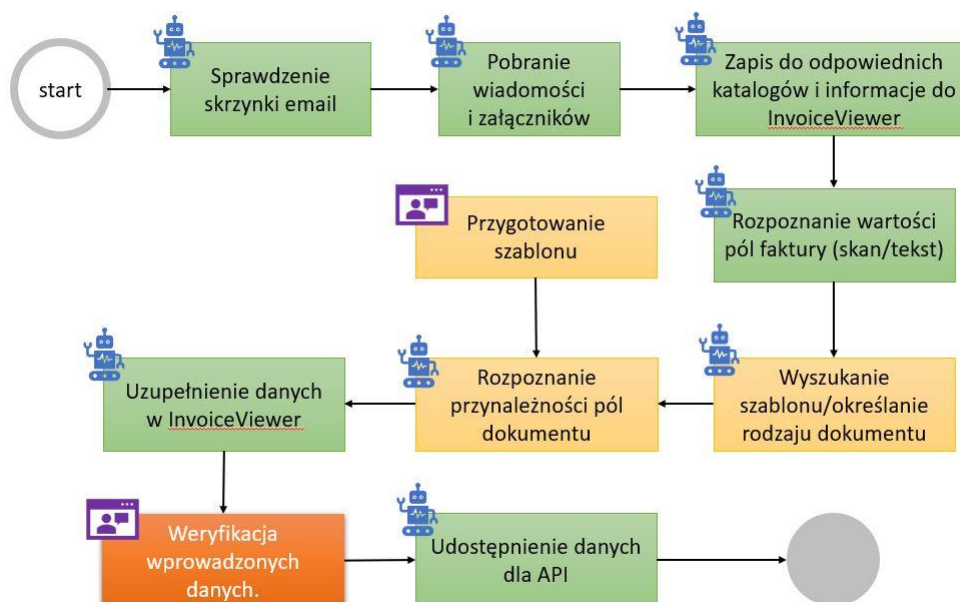 start
Sprawdzenie
skrzynki email
Pobranie
wiadomości
i załączników
Zapis do odpowiednich
katalogów i informacje do
InvoiceViewer
Rozpoznanie wartości
pól faktury (skan/tekst)
Przygotowanie
szablonu
Wyszukanie
szablonu/określanie
rodzaju dokumentu
Rozpoznanie
przynależności pól
dokumentu
Uzupełnienie danych
w InvoiceViewer
Weryfikacja
wprowadzonych
danych.
Udostępnienie danych
dla API